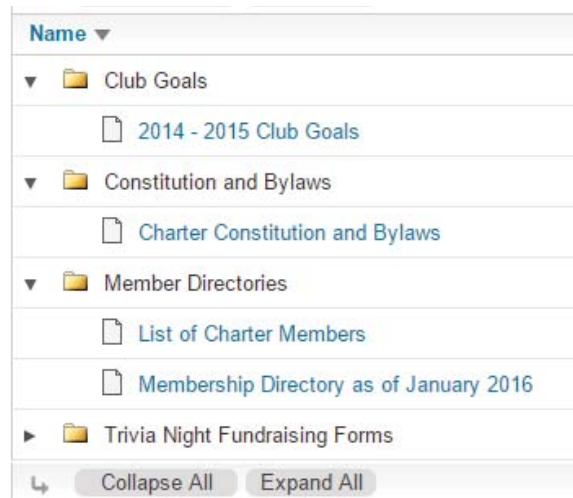 Name
Club Goals
2014 - 2015 Club Goals
Constitution and Bylaws
Charter Constitution and Bylaws
Member Directories
List of Charter Members
Membership Directory as of January 2016
Trivia Night Fundraising Forms
Collapse All Expand All